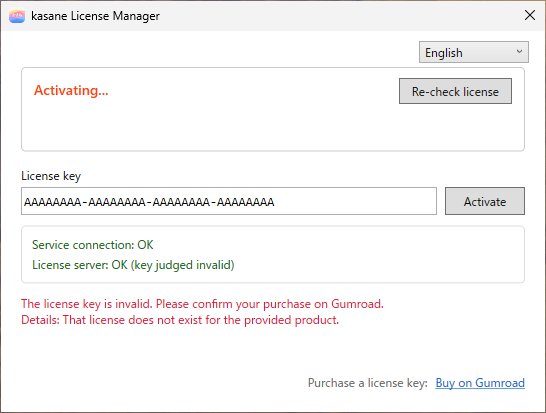 kasane License Manager
English
Activating...
Re-check license
License key
AAAAAAAA-AAAAAAAA-AAAAAAAA-AAAAAAAA
Activate
Service connection: OK
License server: OK (key judged invalid)
The license key is invalid. Please confirm your purchase on Gumroad.
Details: That license does not exist for the provided product.
Purchase a license key: Buy on Gumroad